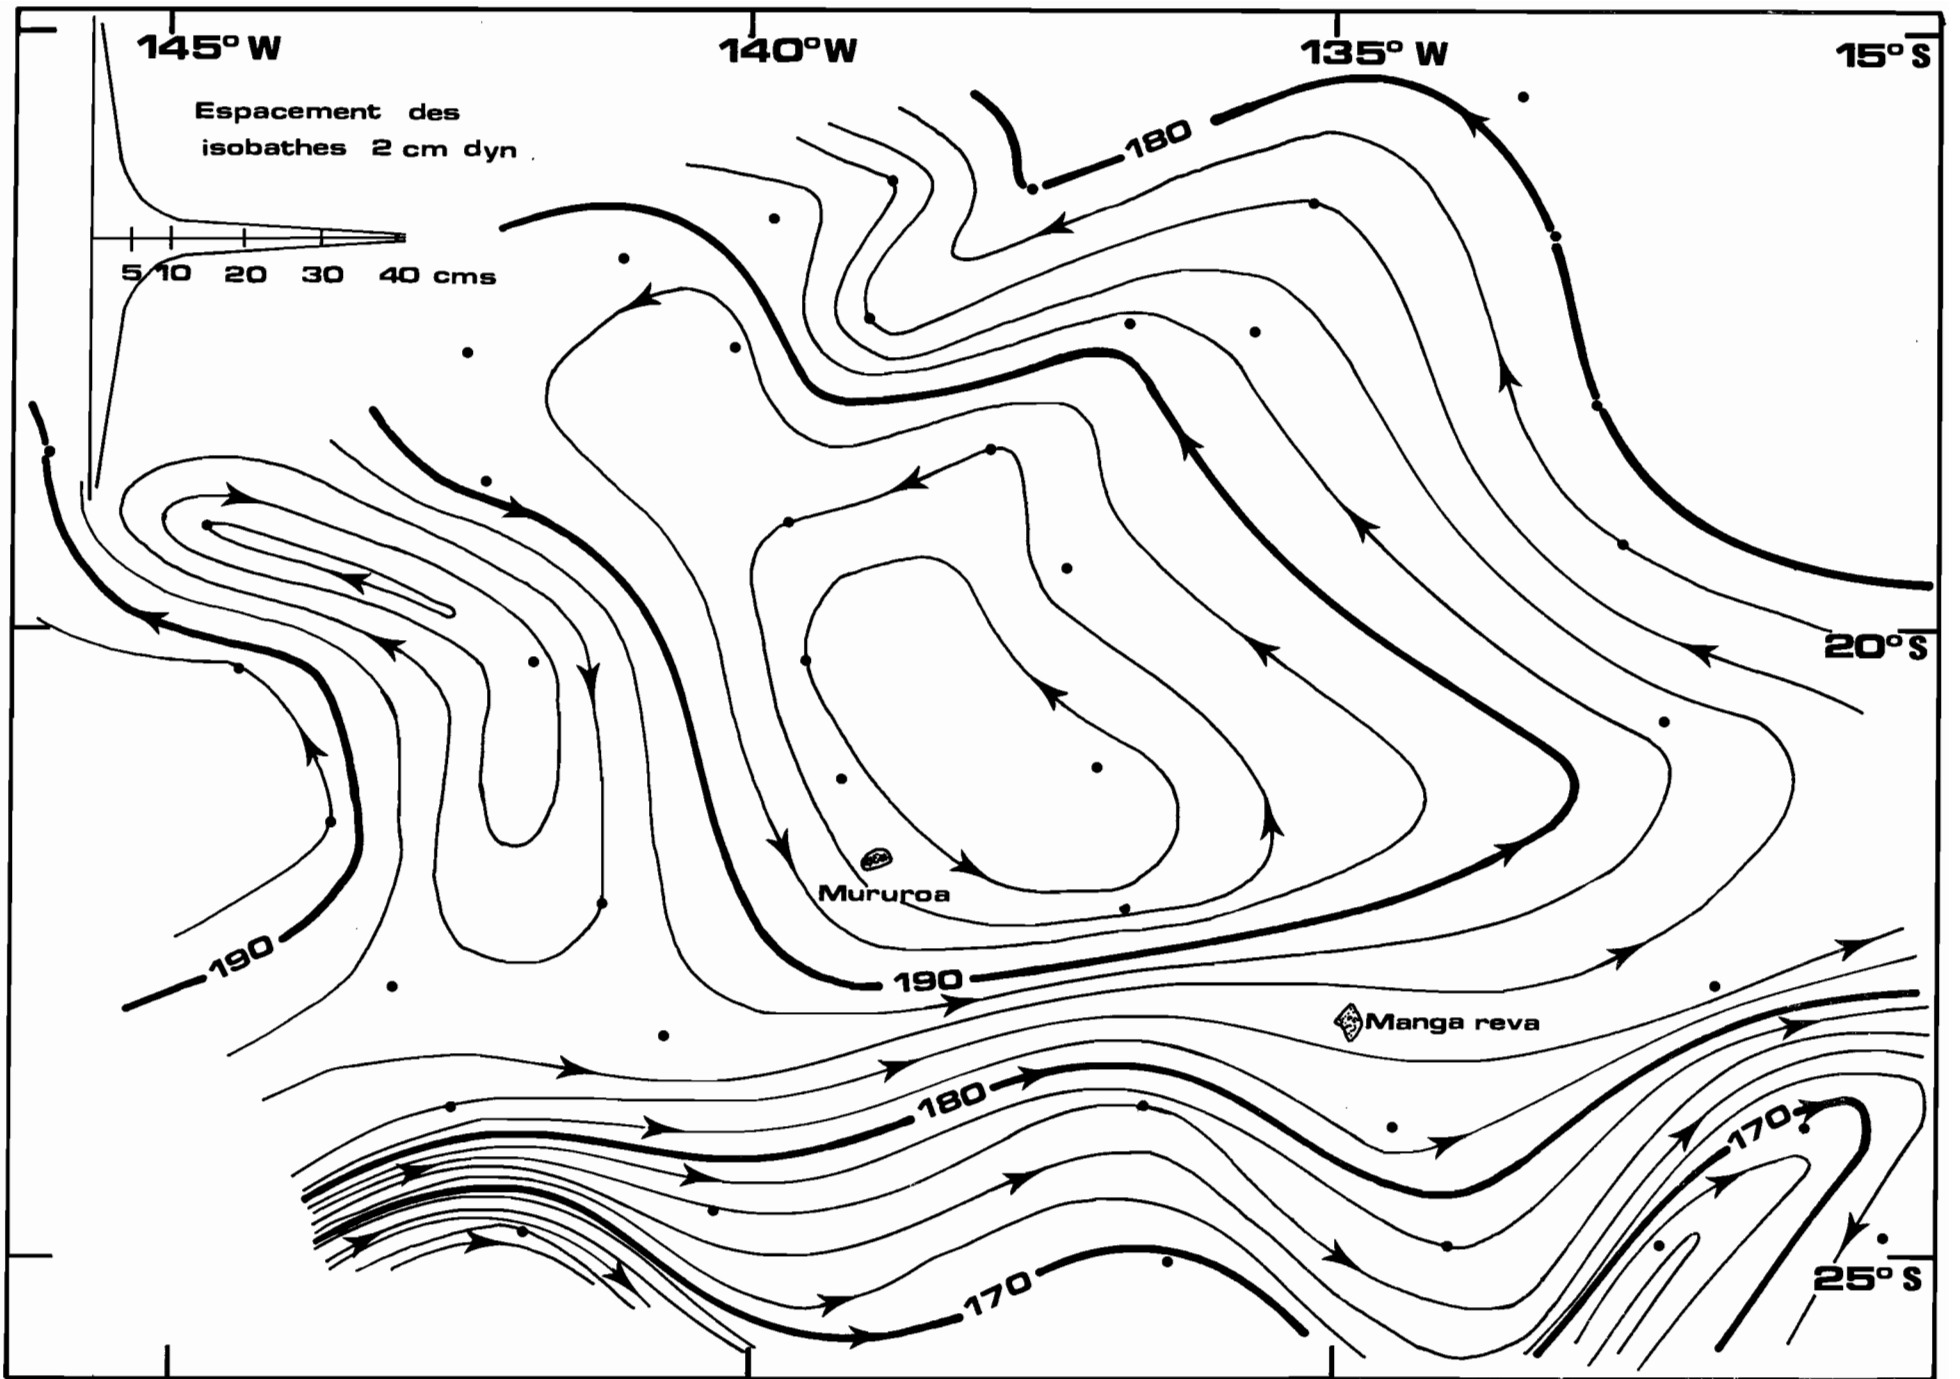 145° W
140° W
135° W
15° S
Espacement des
isobathes 2 cm dyn
5 10 20 30 40 cms
180
20° S
Mururoa
190
190
Manga reva
180
170
170
25° S